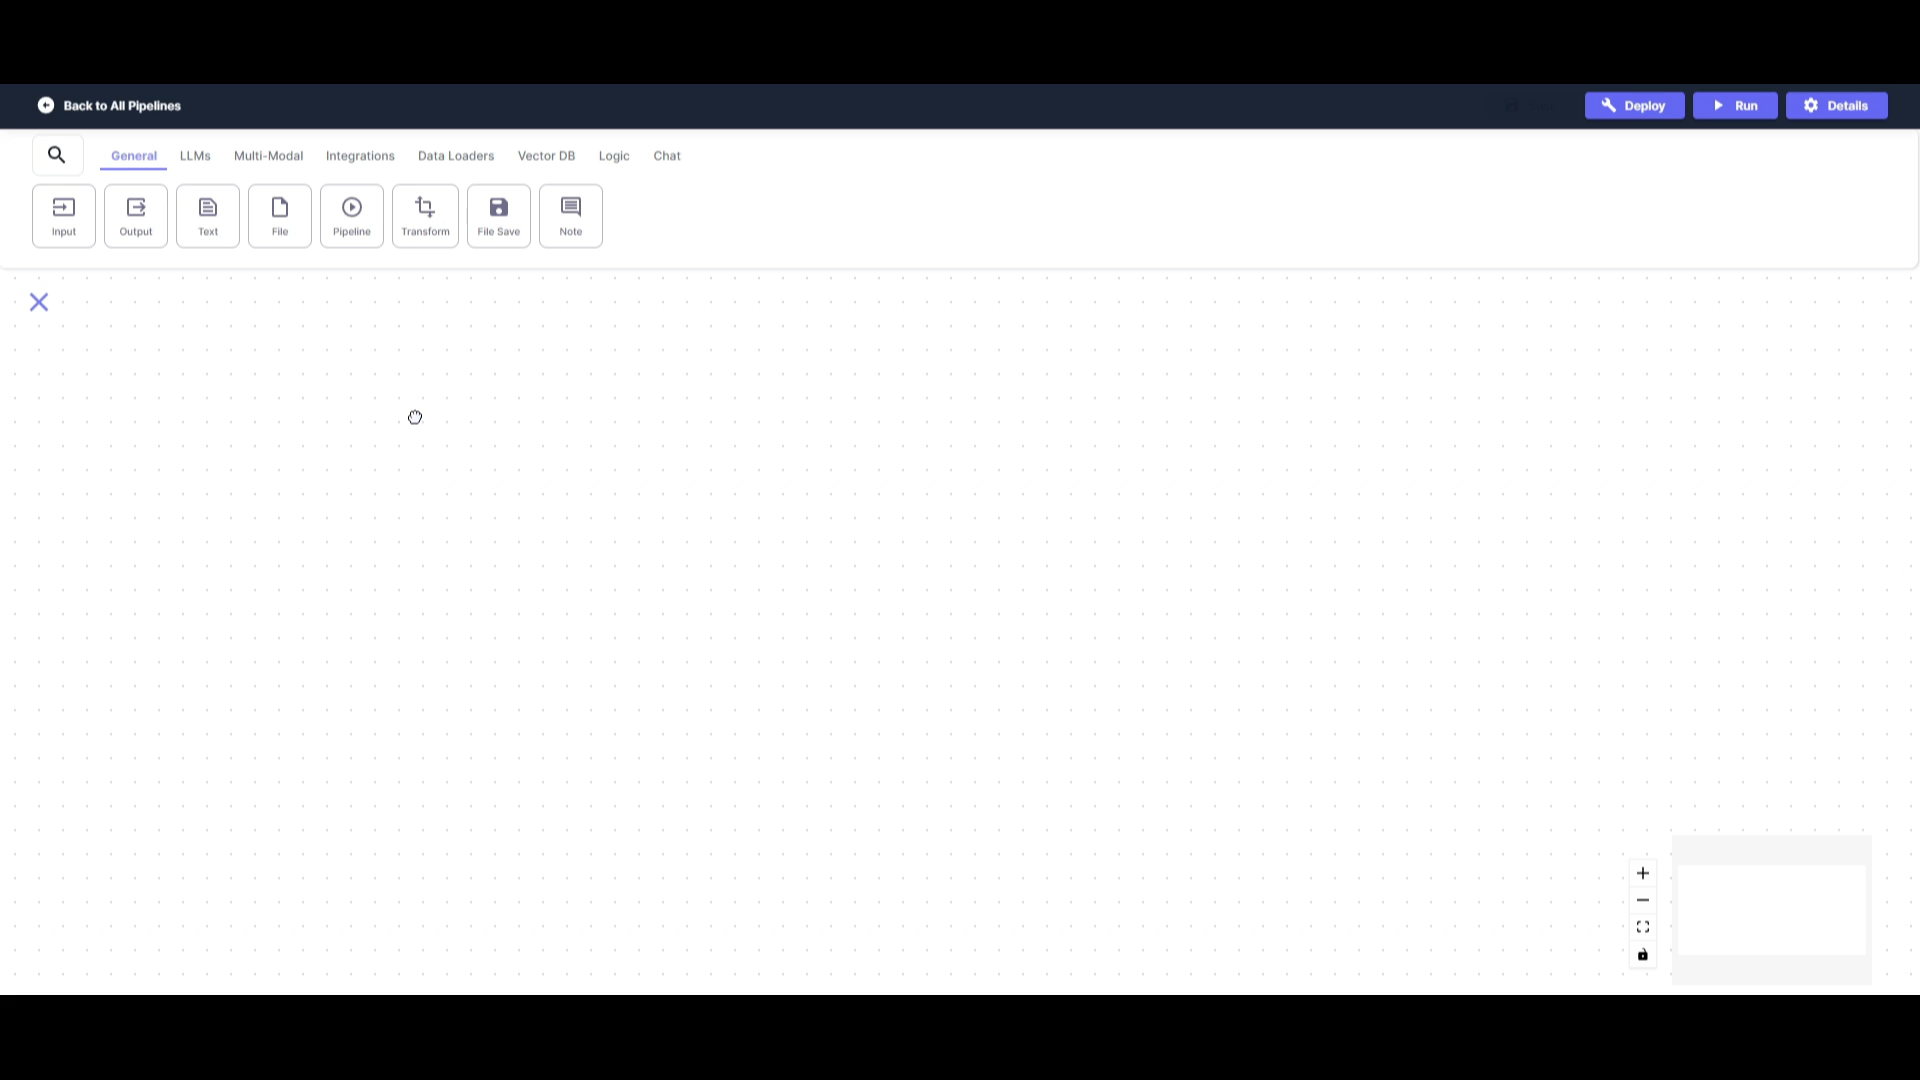 Back to All Pipelines
Deploy
Run
Details
General LLMs Multi-Modal Integrations Data Loaders Vector DB Logic Chat
Input Output Text File Pipeline Transform File Save Note